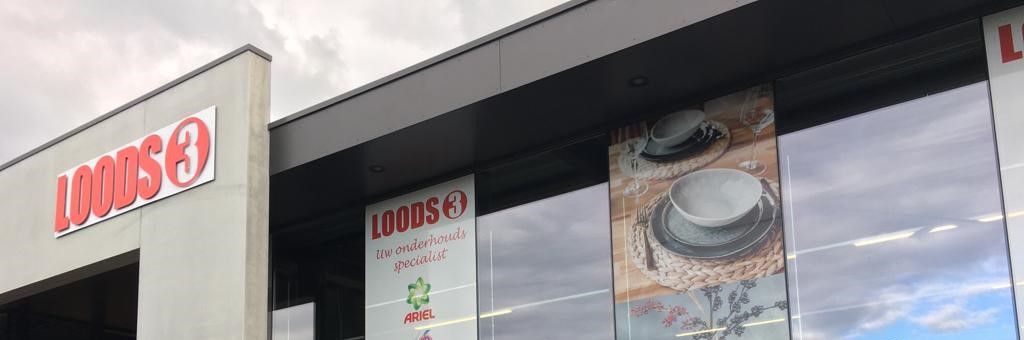 LOODS 3
LOODS 3
Uw onderhouds
specialist
ARIEL
L